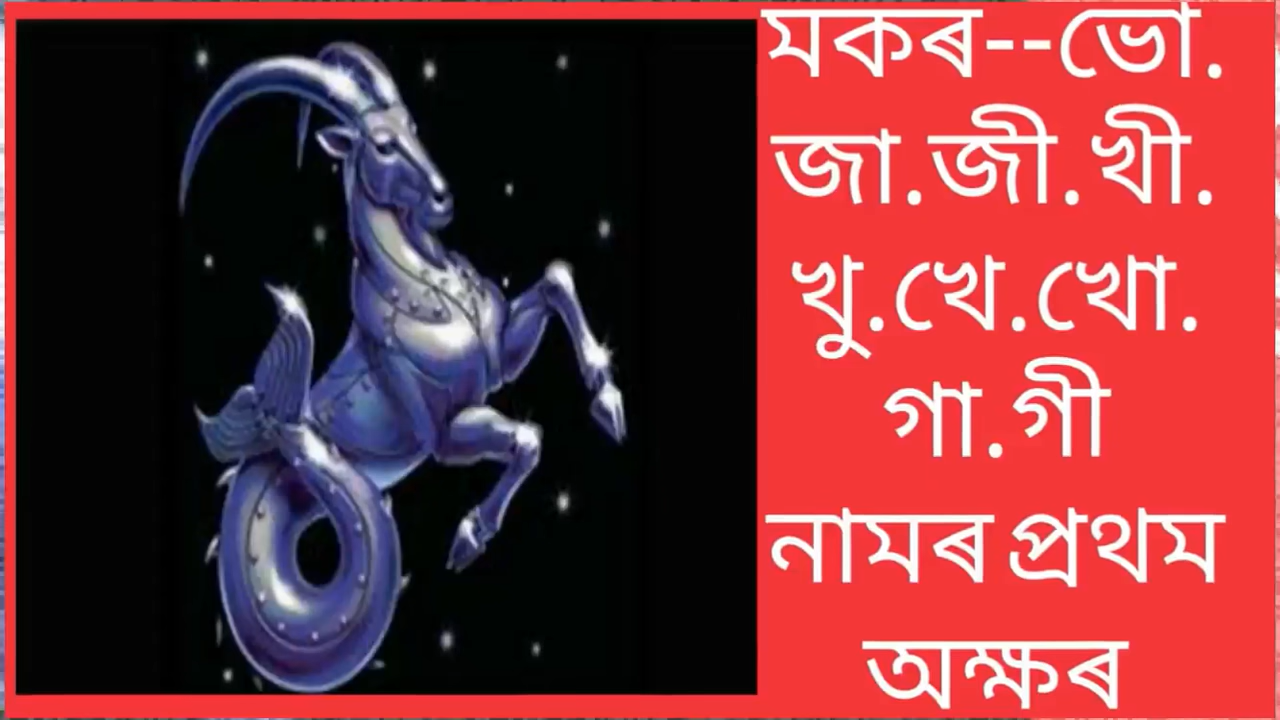 মকৰ--ভো.
জা.জী.খী.
খু.খে.খো.
গা.গী
নামৰ প্ৰথম
অক্ষৰ